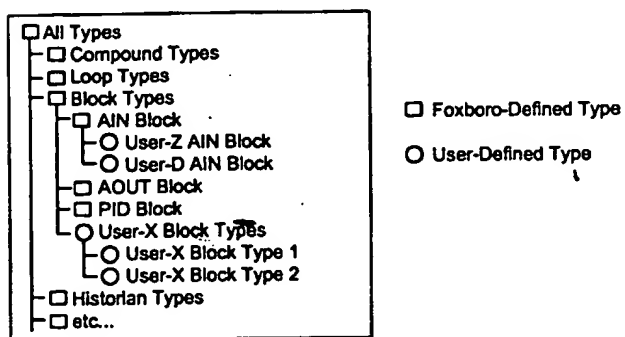 All Types
Compound Types
Loop Types
Block Types
AIN Block
User-Z AIN Block
User-D AIN Block
AOUT Block
PID Block
User-X Block Types
User-X Block Type 1
User-X Block Type 2
Historian Types
etc...
Foxboro-Defined Type
User-Defined Type